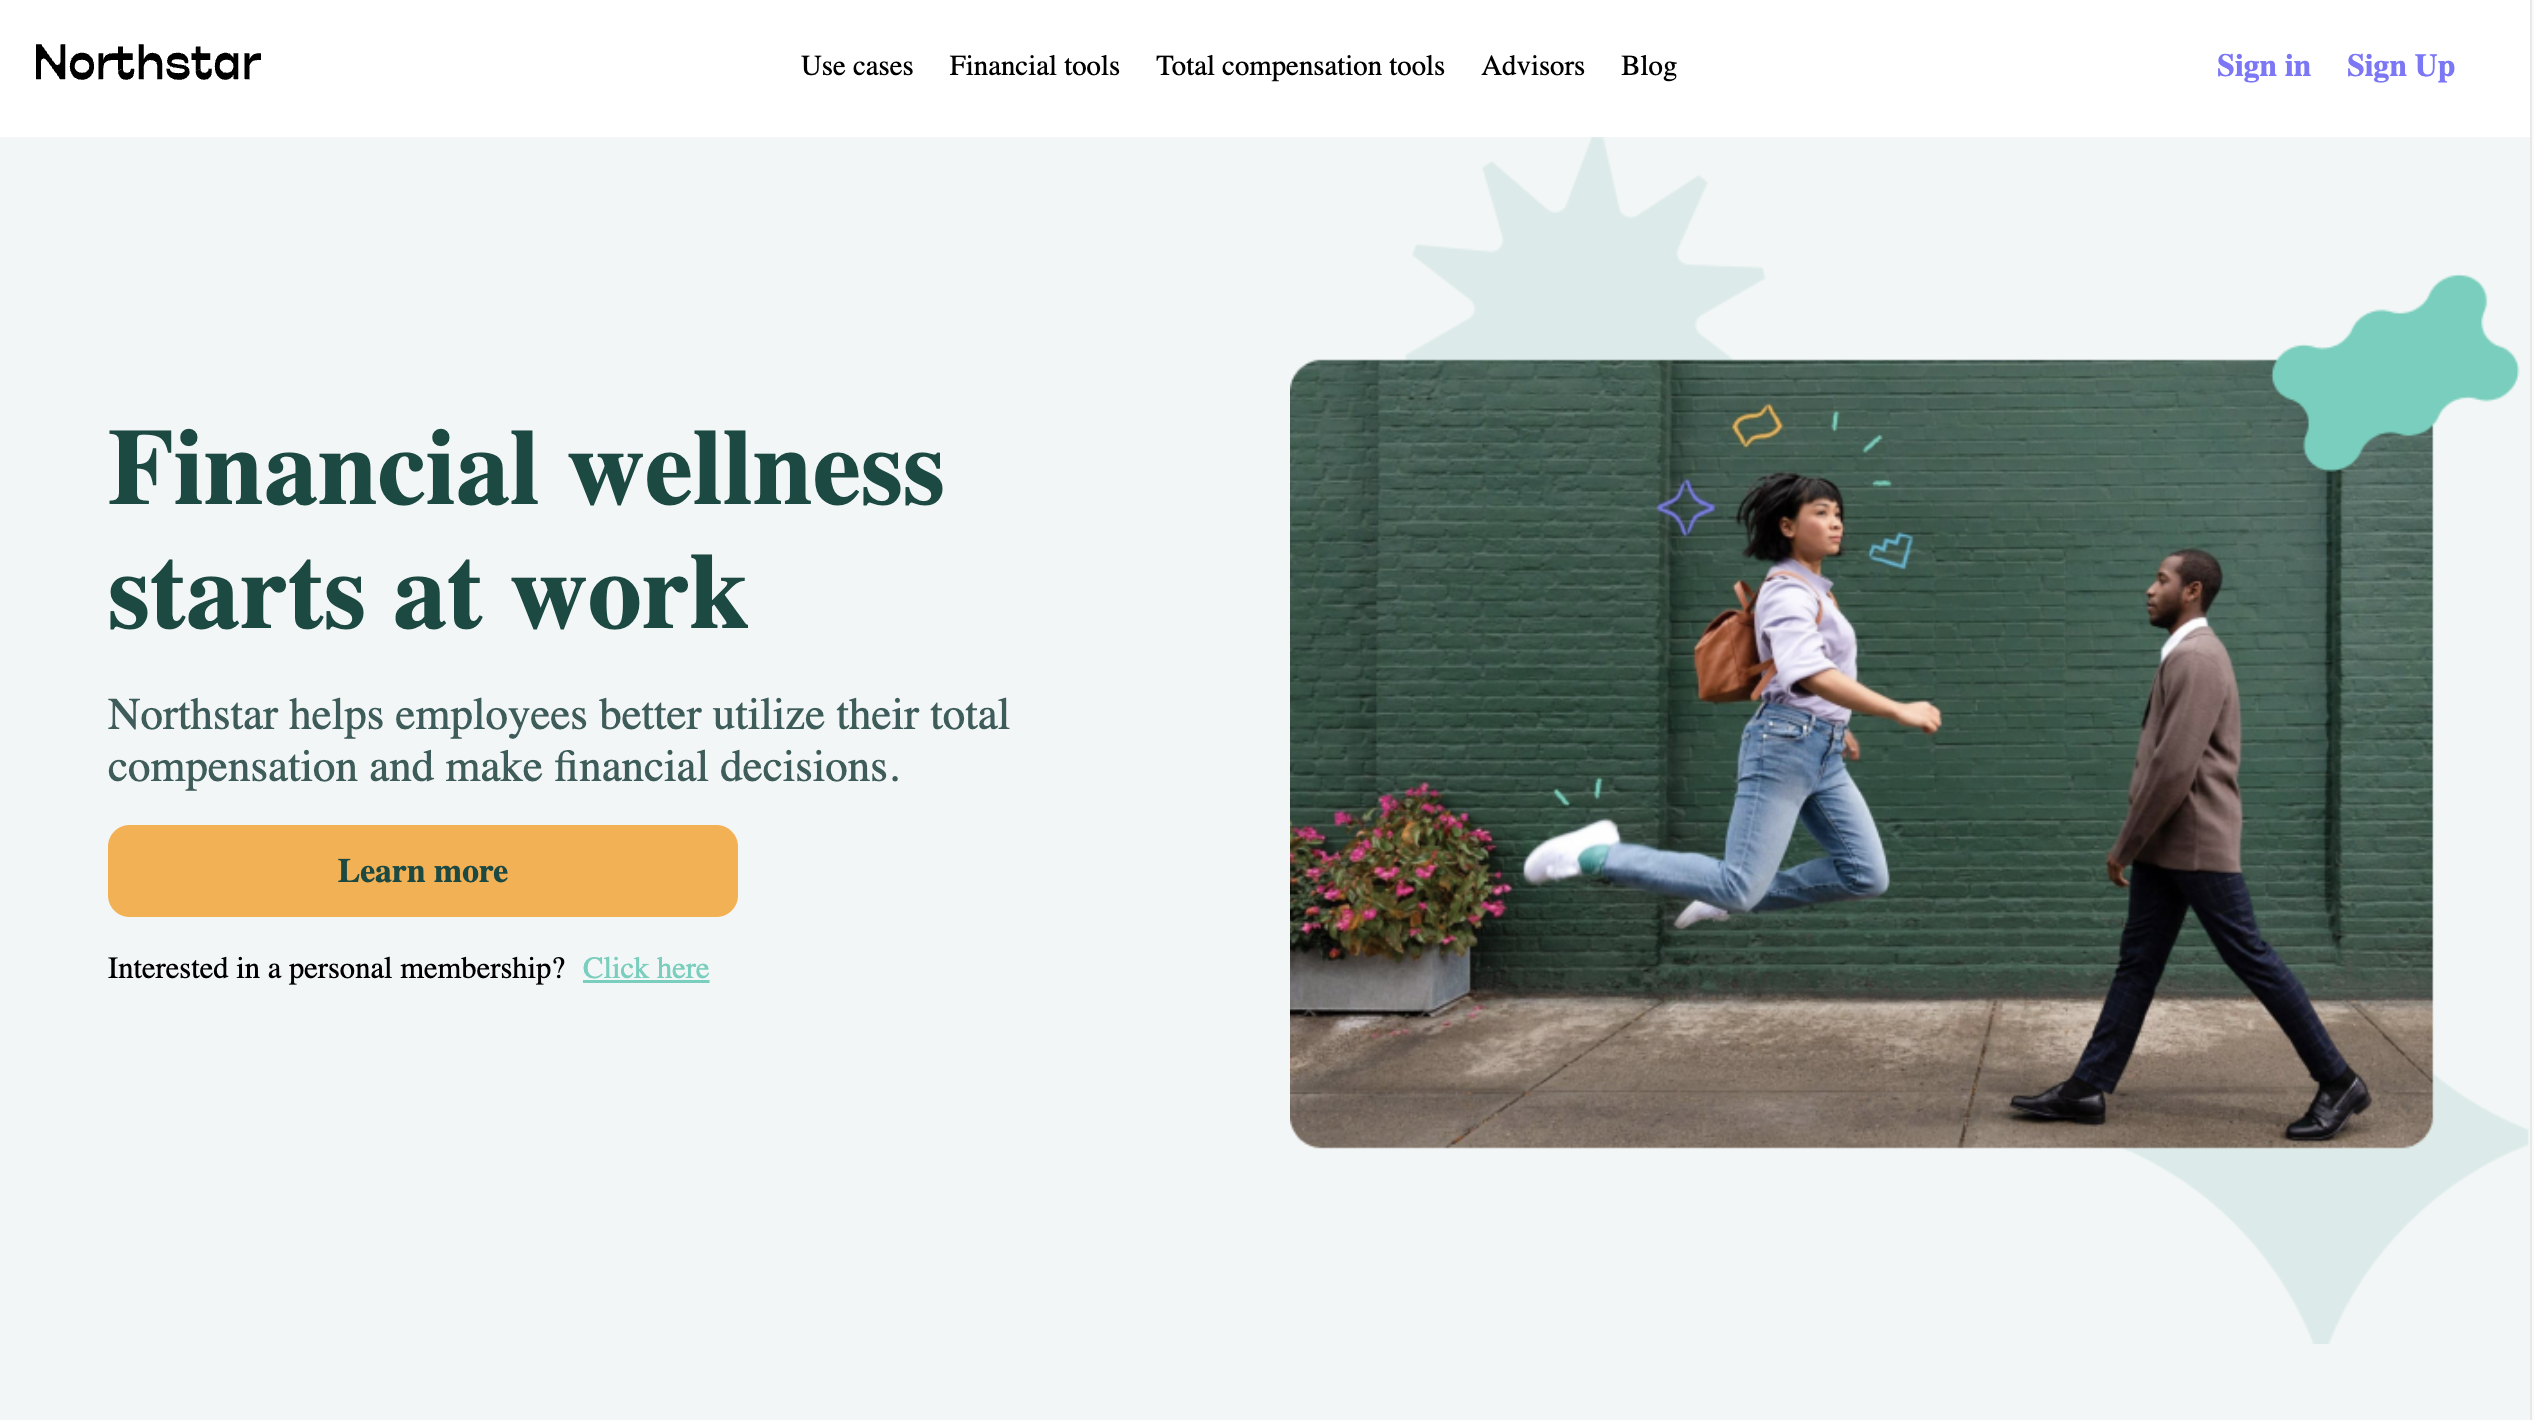 Northstar
Use cases
Financial tools
Total compensation tools
Advisors
Blog
Sign in
Sign Up
Financial wellness
starts at work
Northstar helps employees better utilize their total
compensation and make financial decisions.
Learn more
Interested in a personal membership? Click here